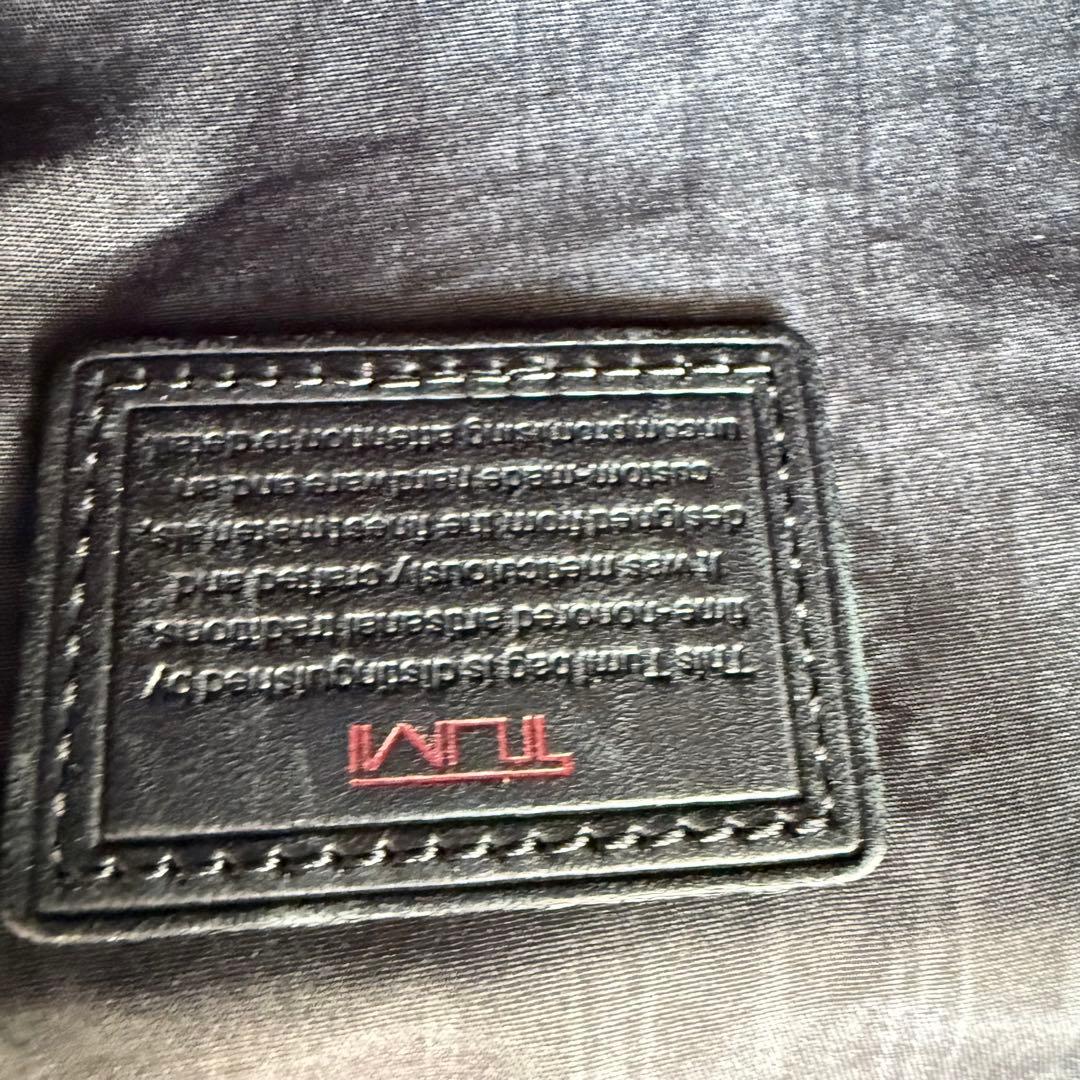 TUMI
This Tumi bag is distinguished by
time-honored artisanal traditions.
It was meticulously crafted and
designed from the finest materials,
custom-made hardware and an
uncompromising attention to detail.